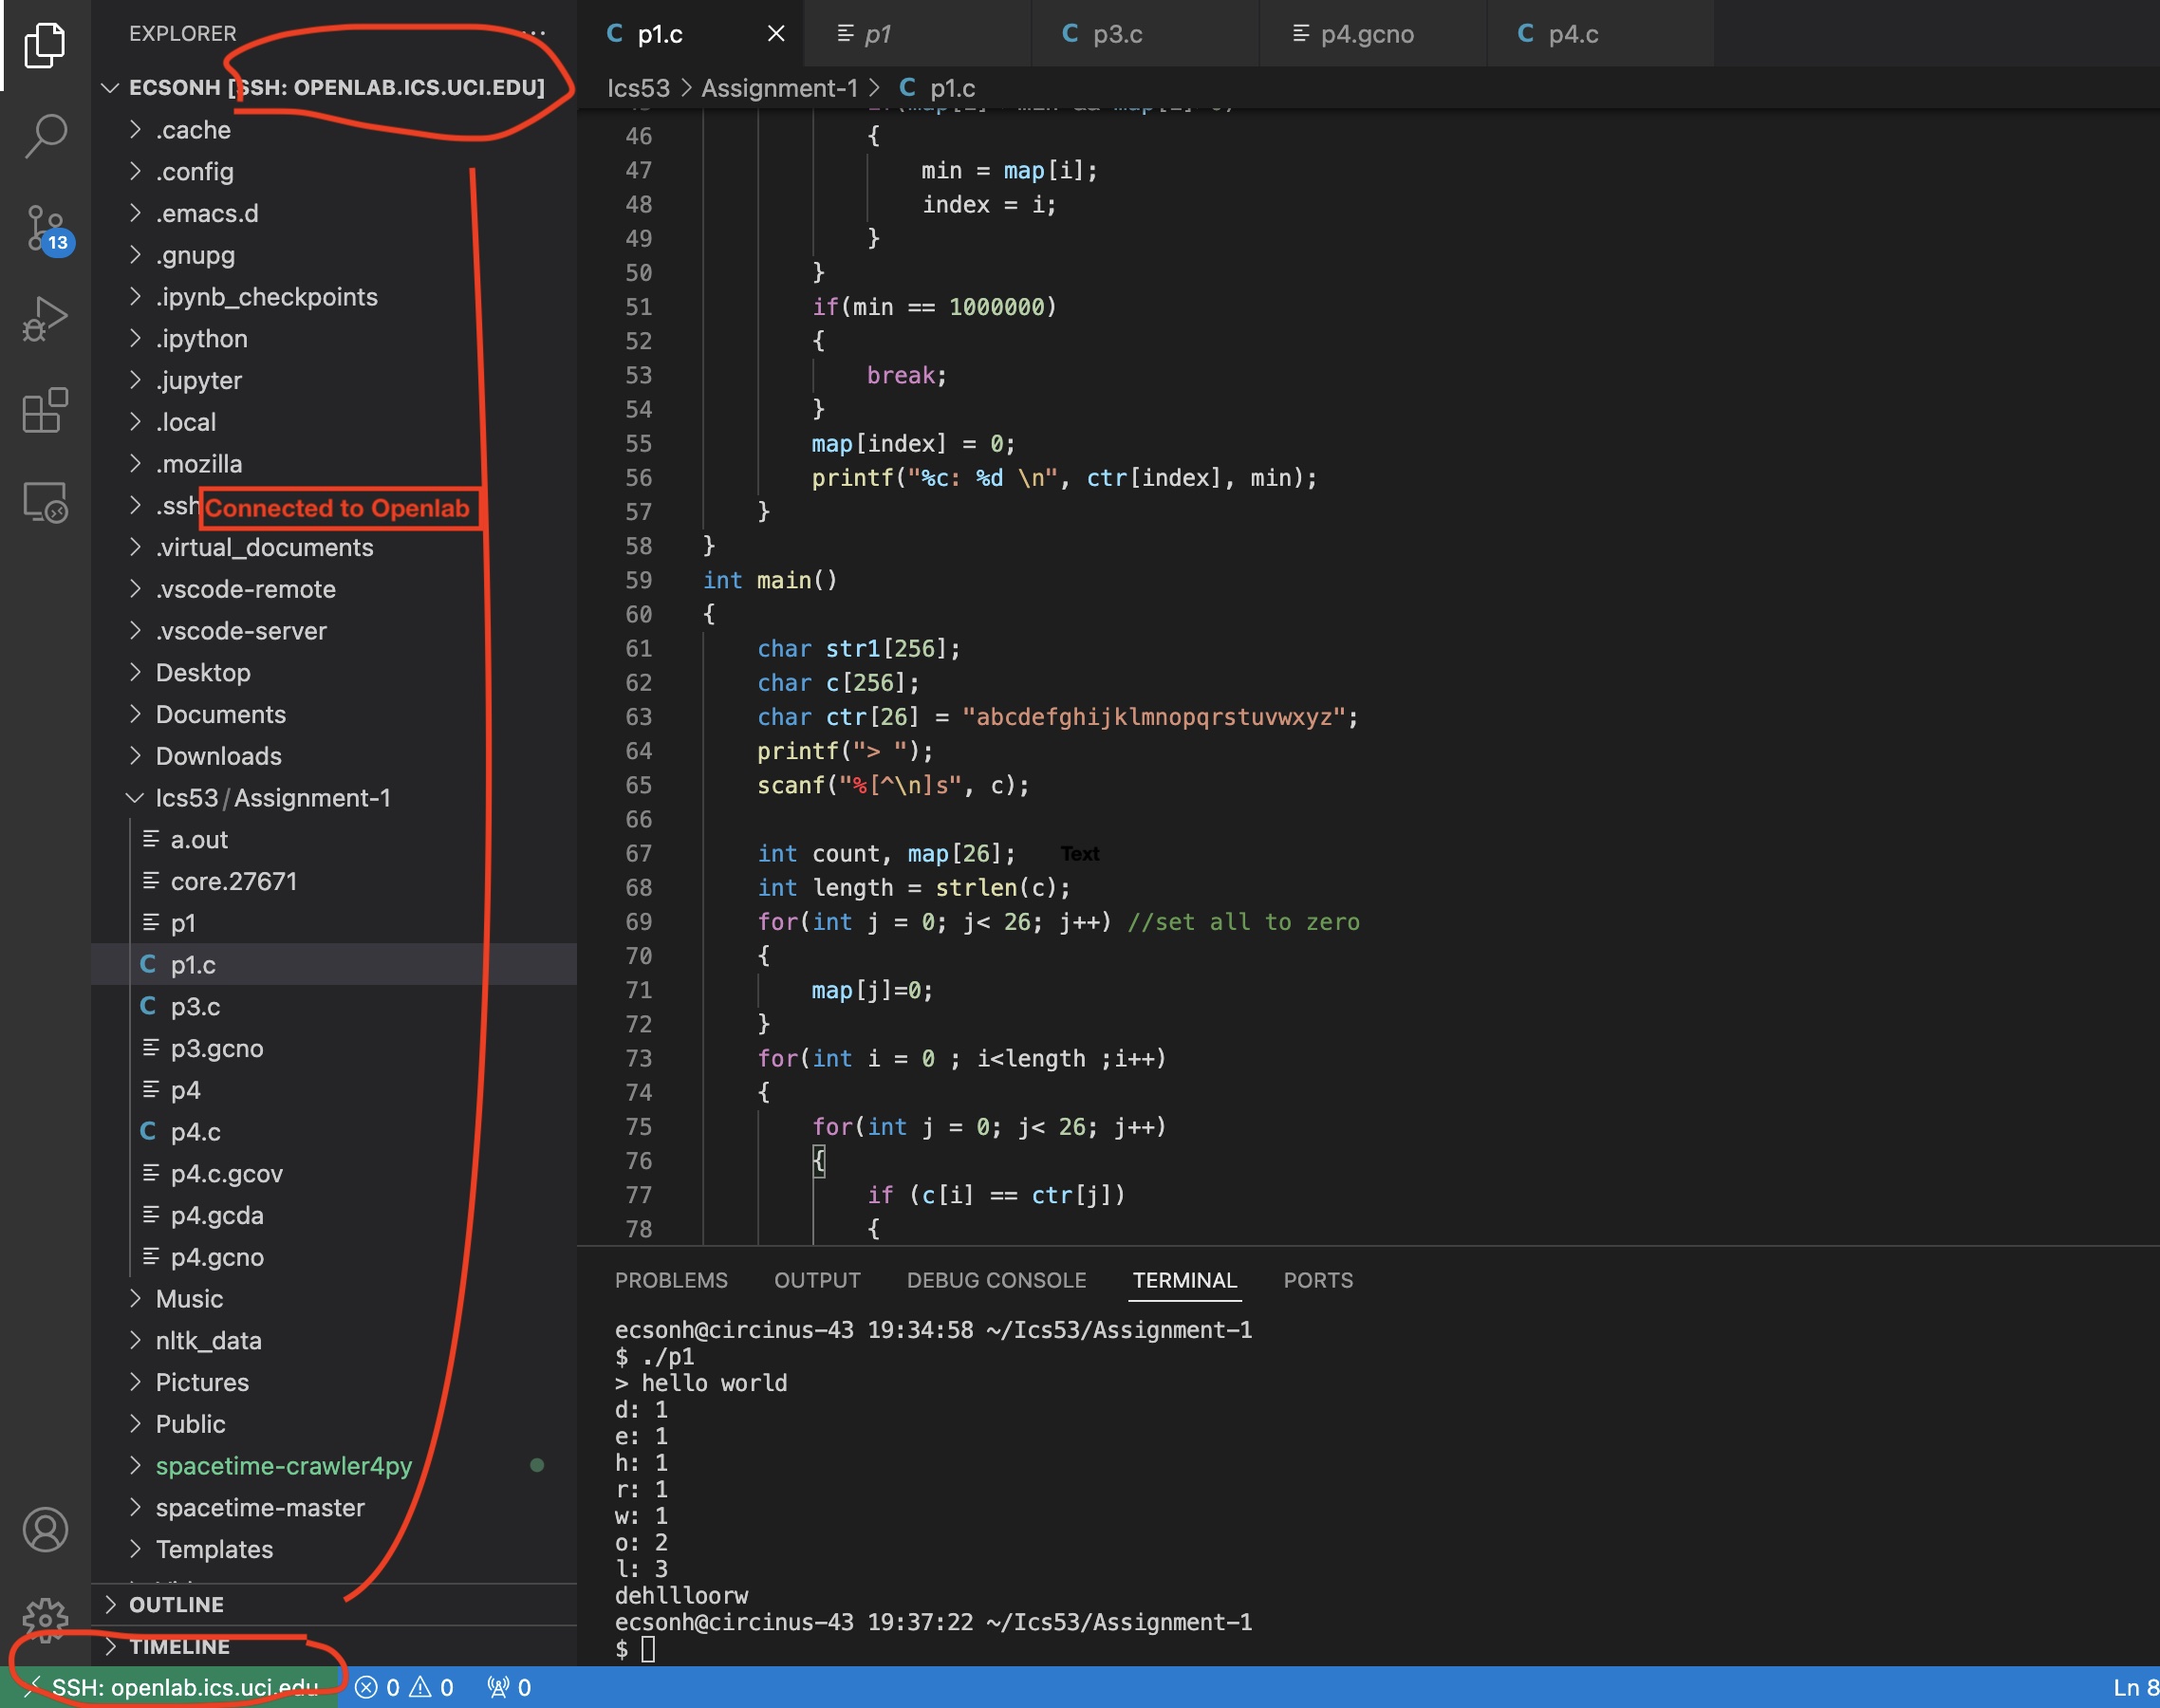 EXPLORER
ECSONH [SSH: OPENLAB.ICS.UCI.EDU]
.cache
.config
.emacs.d
.gnupg
.ipynb_checkpoints
.ipython
.jupyter
.local
.mozilla
.ssh
Connected to Openlab
.virtual_documents
.vscode-remote
.vscode-server
Desktop
Documents
Downloads
Ics53/Assignment-1
a.out
core.27671
p1
p1.c
p3.c
p3.gcno
p4
p4.c
p4.c.gcov
p4.gcda
p4.gcno
Music
nltk_data
Pictures
Public
spacetime-crawler4py
spacetime-master
Templates
OUTLINE
TIMELINE
13
p1.c
p1
p3.c
p4.gcno
p4.c
Ics53 > Assignment-1 > C p1.c
46 {
47 min = map[i];
48 index = i;
49 }
50 }
51 if(min == 1000000)
52 {
53 break;
54 }
55 map[index] = 0;
56 printf("%c: %d \n", ctr[index], min);
57 }
58 }
59 int main()
60 {
61 char str1[256];
62 char c[256];
63 char ctr[26] = "abcdefghijklmnopqrstuvwxyz";
64 printf("> ");
65 scanf("%[^\n]s", c);
66
67 int count, map[26]; Text
68 int length = strlen(c);
69 for(int j = 0; j< 26; j++) //set all to zero
70 {
71 map[j]=0;
72 }
73 for(int i = 0 ; i<length ;i++)
74 {
75 for(int j = 0; j< 26; j++)
76 {
77 if (c[i] == ctr[j])
78 {
PROBLEMS OUTPUT DEBUG CONSOLE TERMINAL PORTS
ecsonh@circinus-43 19:34:58 ~/Ics53/Assignment-1
$ ./p1
> hello world
d: 1
e: 1
h: 1
r: 1
w: 1
o: 2
l: 3
dehllloorw
ecsonh@circinus-43 19:37:22 ~/Ics53/Assignment-1
$
SSH: openlab.ics.uci.edu 0 0 0 Ln 8